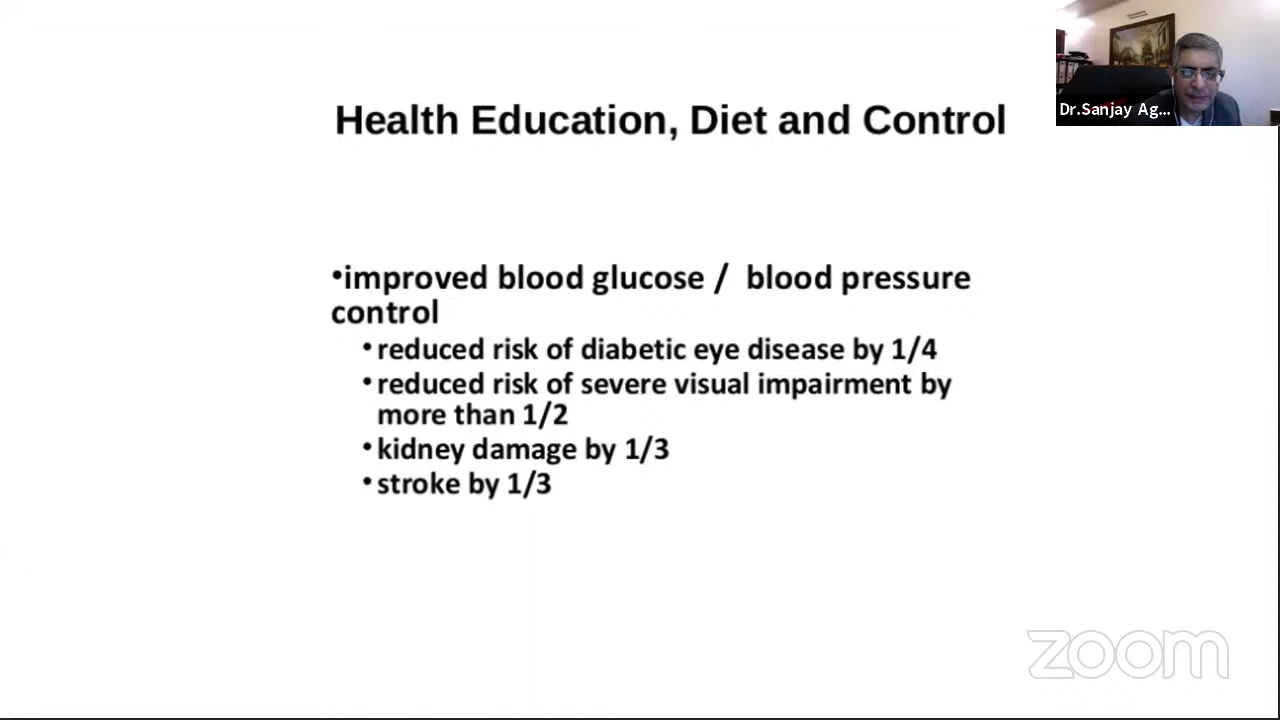 Health Education, Diet and Control
Dr.Sanjay Ag...
•improved blood glucose / blood pressure
control
•reduced risk of diabetic eye disease by 1/4
•reduced risk of severe visual impairment by
more than 1/2
•kidney damage by 1/3
•stroke by 1/3
zoom